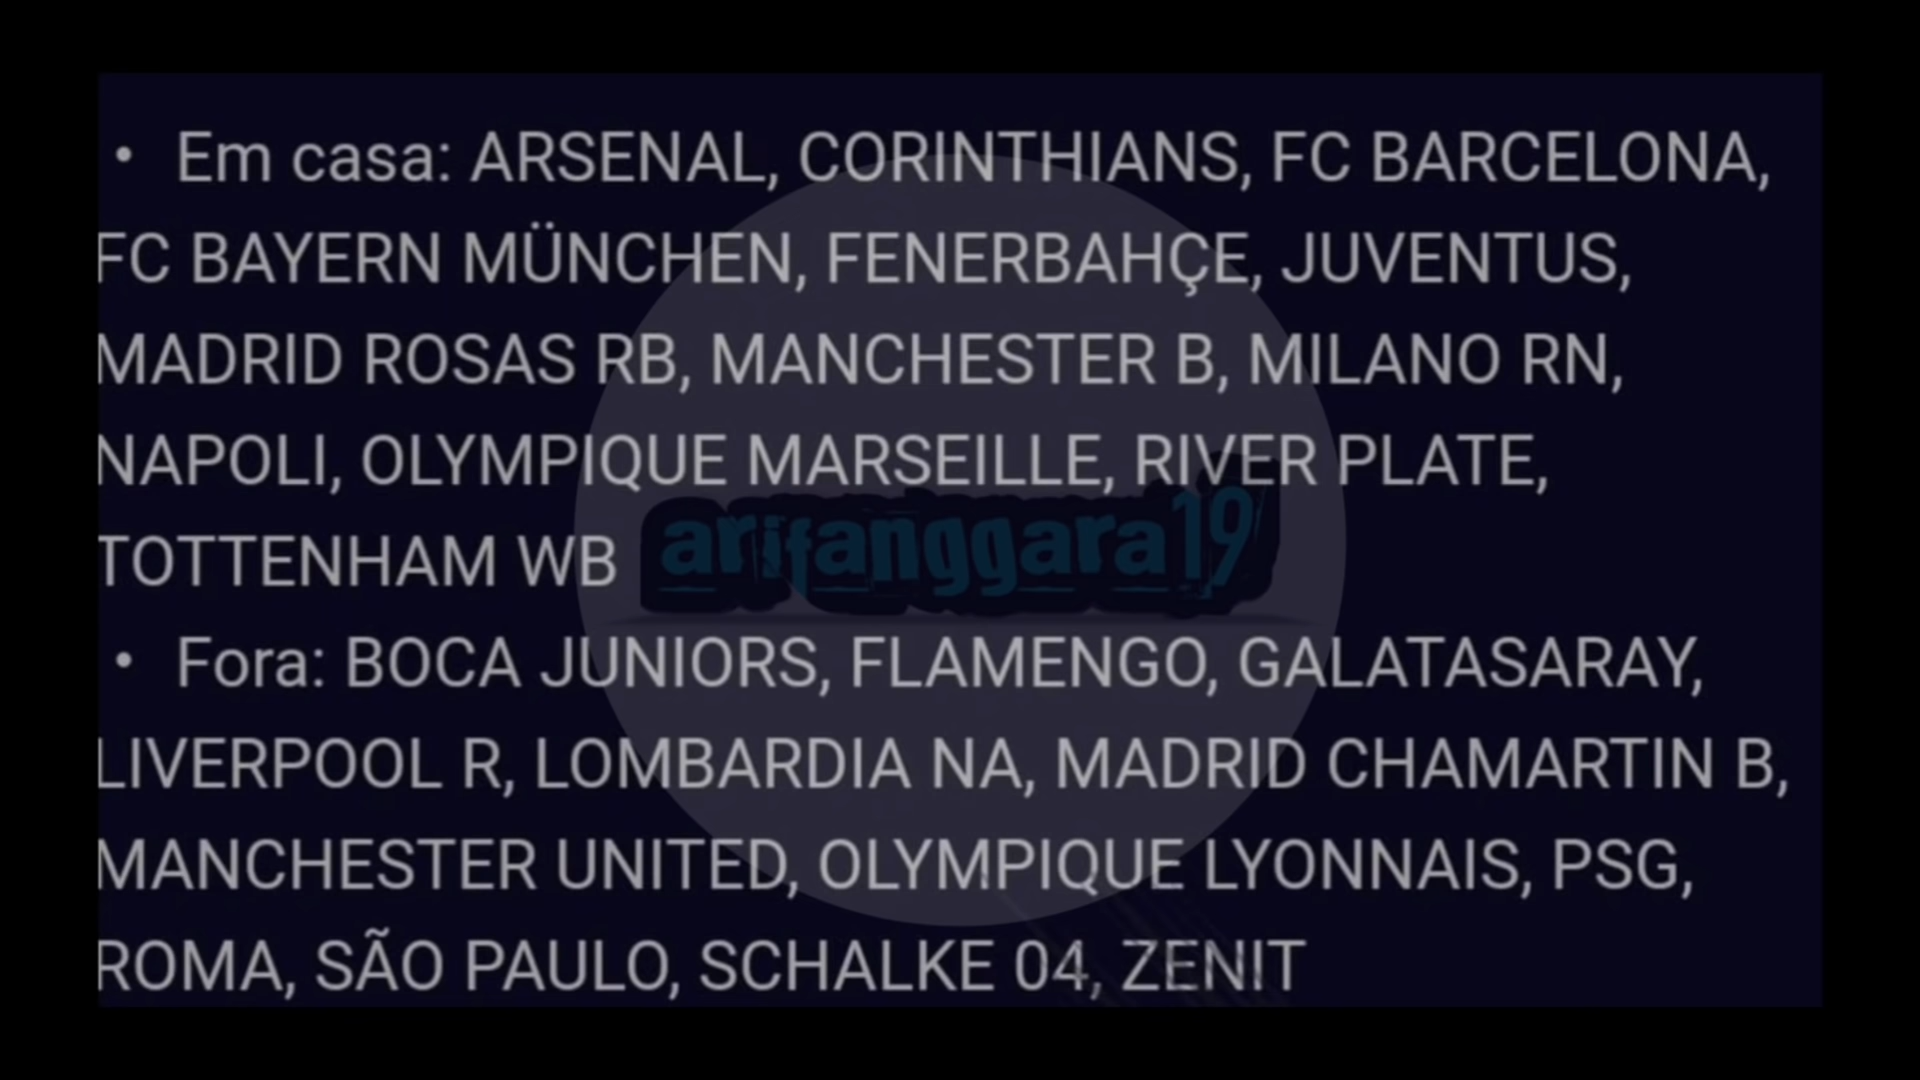 • Em casa: ARSENAL, CORINTHIANS, FC BARCELONA,
FC BAYERN MÜNCHEN, FENERBAHÇE, JUVENTUS,
MADRID ROSAS RB, MANCHESTER B, MILANO RN,
NAPOLI, OLYMPIQUE MARSEILLE, RIVER PLATE,
TOTTENHAM WB
arifanggara19
• Fora: BOCA JUNIORS, FLAMENGO, GALATASARAY,
LIVERPOOL R, LOMBARDIA NA, MADRID CHAMARTIN B,
MANCHESTER UNITED, OLYMPIQUE LYONNAIS, PSG,
ROMA, SÃO PAULO, SCHALKE 04, ZENIT